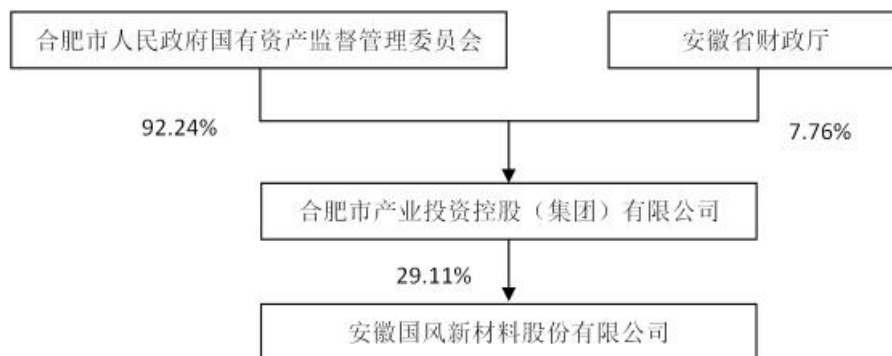 合肥市人民政府国有资产监督管理委员会
安徽省财政厅
92.24%
7.76%
合肥市产业投资控股（集团）有限公司
29.11%
安徽国风新材料股份有限公司